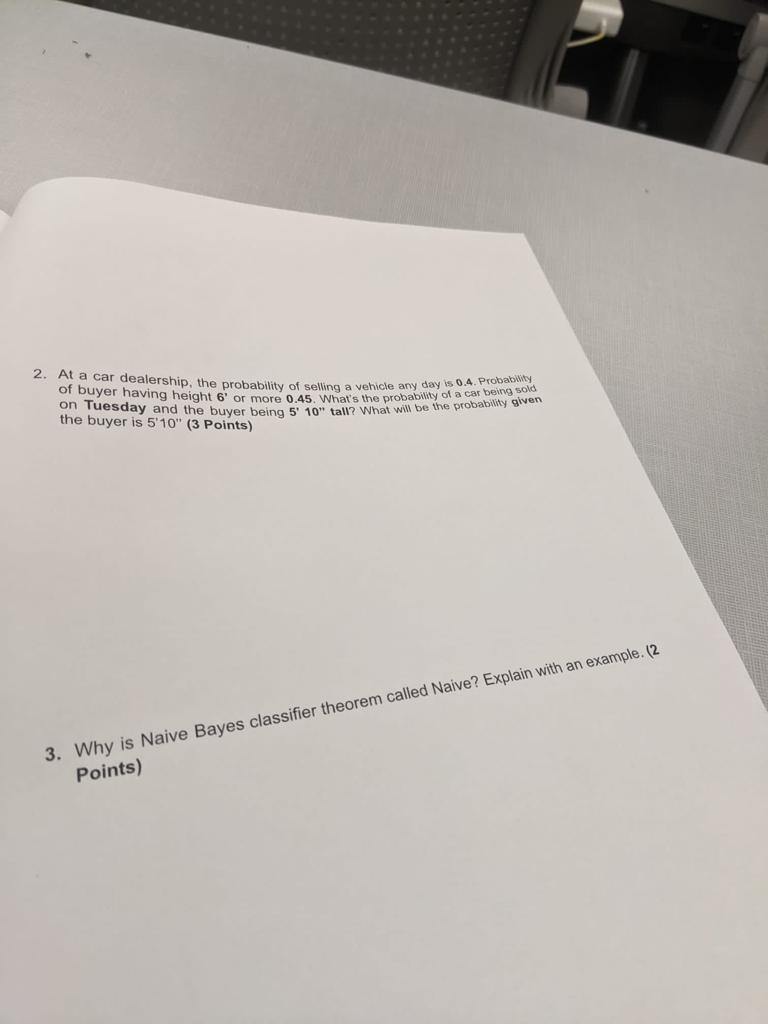 2. At a car dealership, the probability of selling a vehicle any day is 0.4. Probability
of buyer having height 6' or more 0.45. What's the probability of a car being sold
on Tuesday and the buyer being 5' 10" tall? What will be the probability given
the buyer is 5'10" (3 Points)
3. Why is Naive Bayes classifier theorem called Naive? Explain with an example. (2
Points)